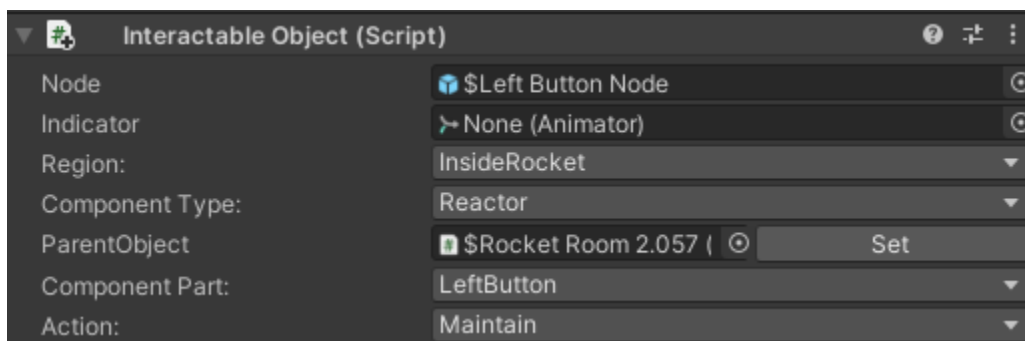 Interactable Object (Script)
Node $Left Button Node
Indicator None (Animator)
Region: InsideRocket
Component Type: Reactor
ParentObject $Rocket Room 2.057 ( Set
Component Part: LeftButton
Action: Maintain